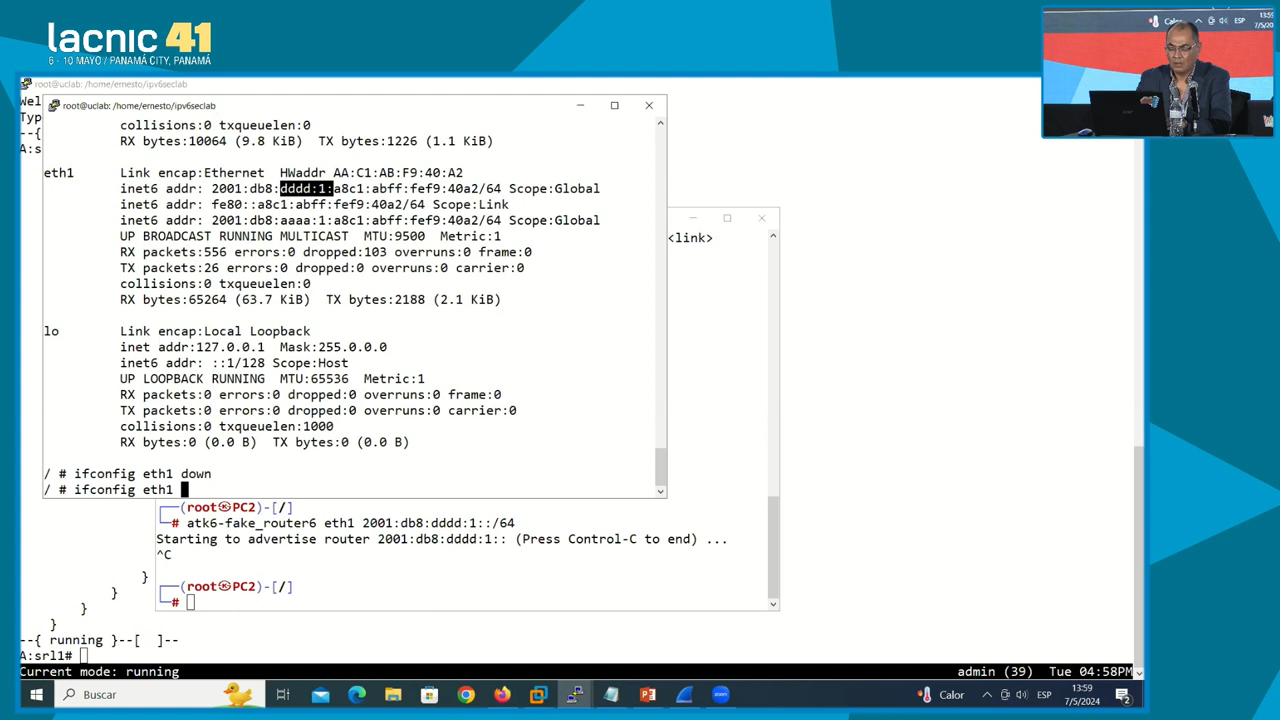 lacnic 41
6 - 10 MAYO / PANAMÁ CITY, PANAMÁ
Calor
ESP
13:59
7/5/20
root@uclab: /home/ernesto/ipv6seclab
Wel
Typ
--{
A:s
root@uclab: /home/ernesto/ipv6seclab
collisions:0 txqueuelen:0
RX bytes:10064 (9.8 KiB)  TX bytes:1226 (1.1 KiB)
eth1      Link encap:Ethernet  HWaddr AA:C1:AB:F9:40:A2
inet6 addr: 2001:db8:dddd:1:a8c1:abff:fef9:40a2/64 Scope:Global
inet6 addr: fe80::a8c1:abff:fef9:40a2/64 Scope:Link
inet6 addr: 2001:db8:aaaa:1:a8c1:abff:fef9:40a2/64 Scope:Global
UP BROADCAST RUNNING MULTICAST  MTU:9500  Metric:1
RX packets:556 errors:0 dropped:103 overruns:0 frame:0
TX packets:26 errors:0 dropped:0 overruns:0 carrier:0
collisions:0 txqueuelen:0
RX bytes:65264 (63.7 KiB)  TX bytes:2188 (2.1 KiB)
lo        Link encap:Local Loopback
inet addr:127.0.0.1  Mask:255.0.0.0
inet6 addr: ::1/128 Scope:Host
UP LOOPBACK RUNNING  MTU:65536  Metric:1
RX packets:0 errors:0 dropped:0 overruns:0 frame:0
TX packets:0 errors:0 dropped:0 overruns:0 carrier:0
collisions:0 txqueuelen:1000
RX bytes:0 (0.0 B)  TX bytes:0 (0.0 B)
/ # ifconfig eth1 down
/ # ifconfig eth1
<link>
┌──(root㉿PC2)-[/]
└─# atk6-fake_router6 eth1 2001:db8:dddd:1::/64
Starting to advertise router 2001:db8:dddd:1:: (Press Control-C to end) ...
^C
┌──(root㉿PC2)-[/]
└─#
}
}
}
}
--{ running }--[  ]--
A:srl1#
Current mode: running
admin (39)  Tue 04:58PM
Buscar
Calor
ESP
13:59
7/5/2024
2